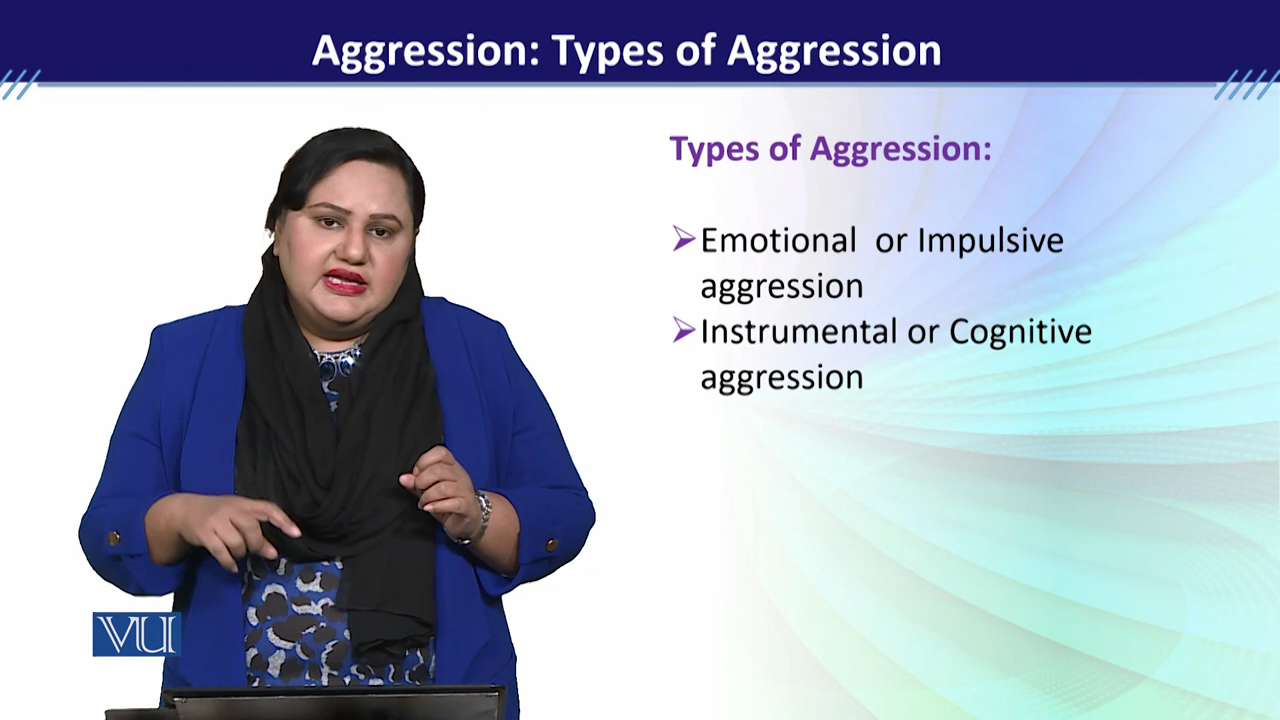 Aggression: Types of Aggression
Types of Aggression:
Emotional or Impulsive
aggression
Instrumental or Cognitive
aggression
VU